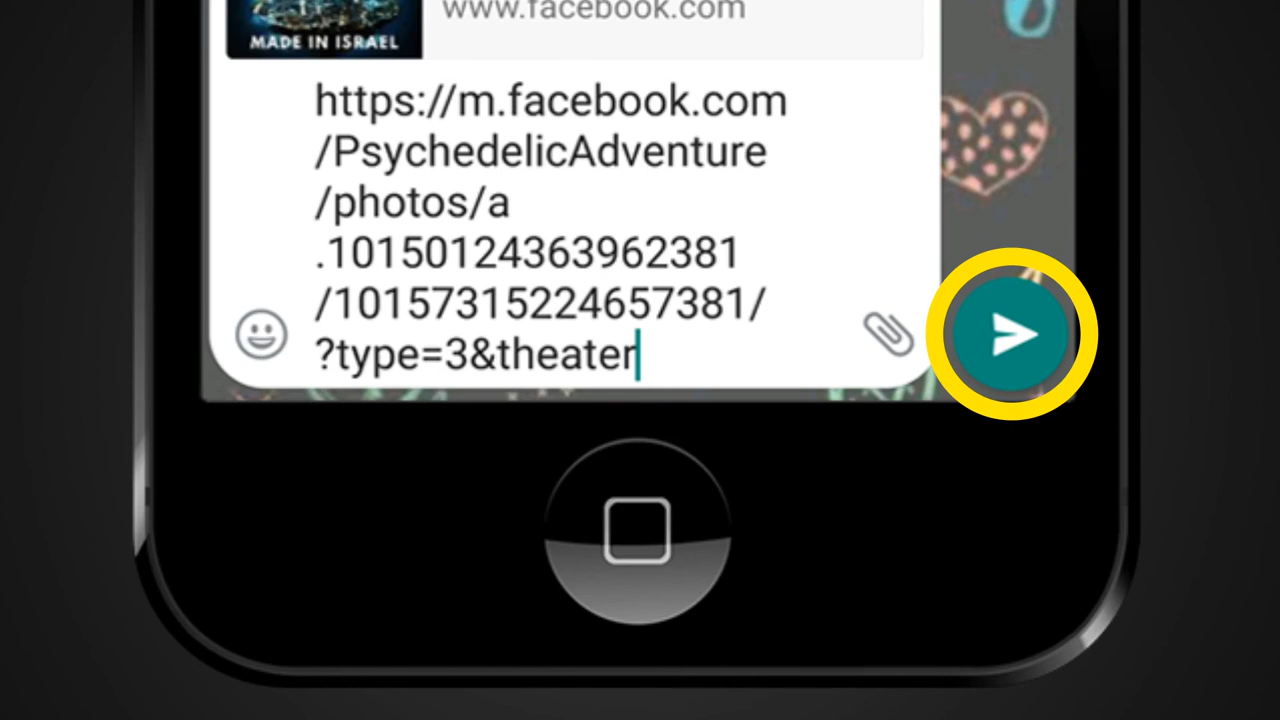 www.facebook.com
MADE IN ISRAEL
https://m.facebook.com
/PsychedelicAdventure
/photos/a
.10150124363962381
/10157315224657381/
?type=3&theater